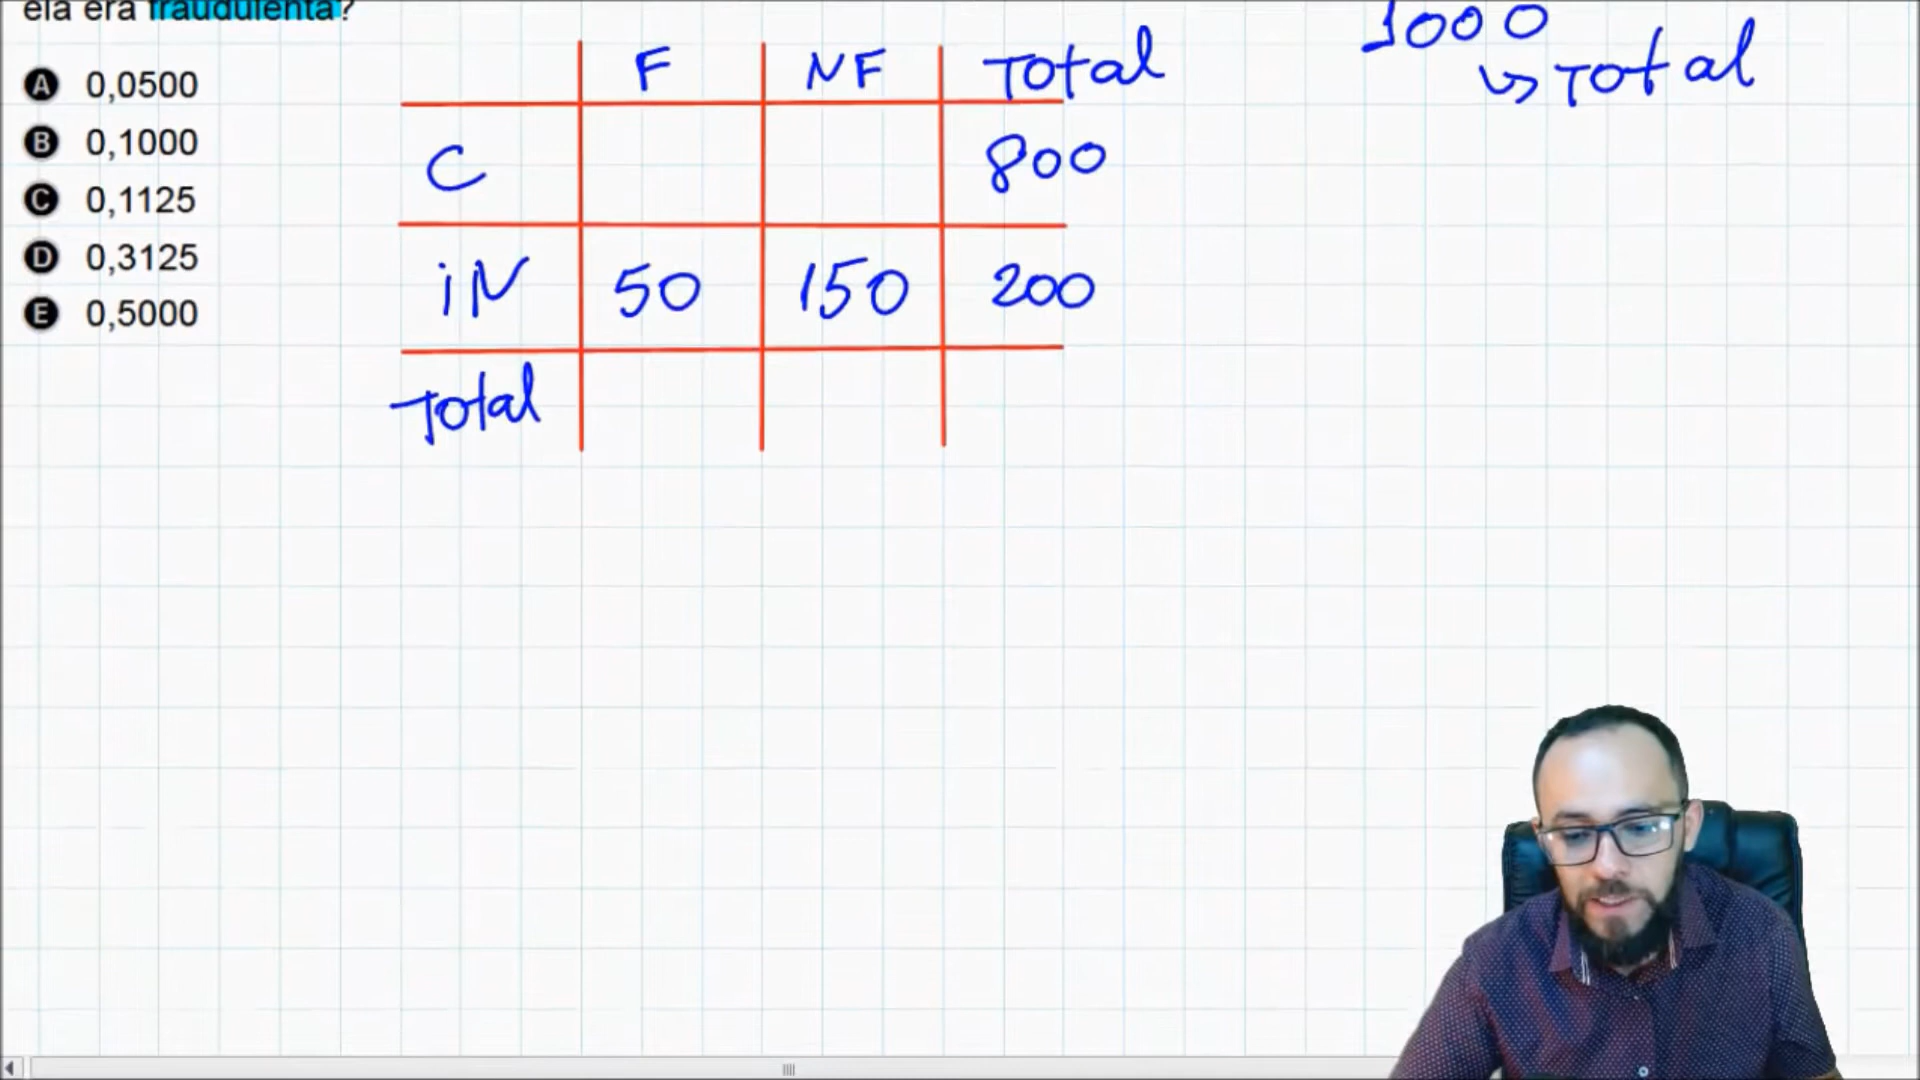 ela era fraudulenta?
A 0,0500
B 0,1000
C 0,1125
D 0,3125
E 0,5000
1000
↳ Total
F NF Total
C 800
iN 50 150 200
Total